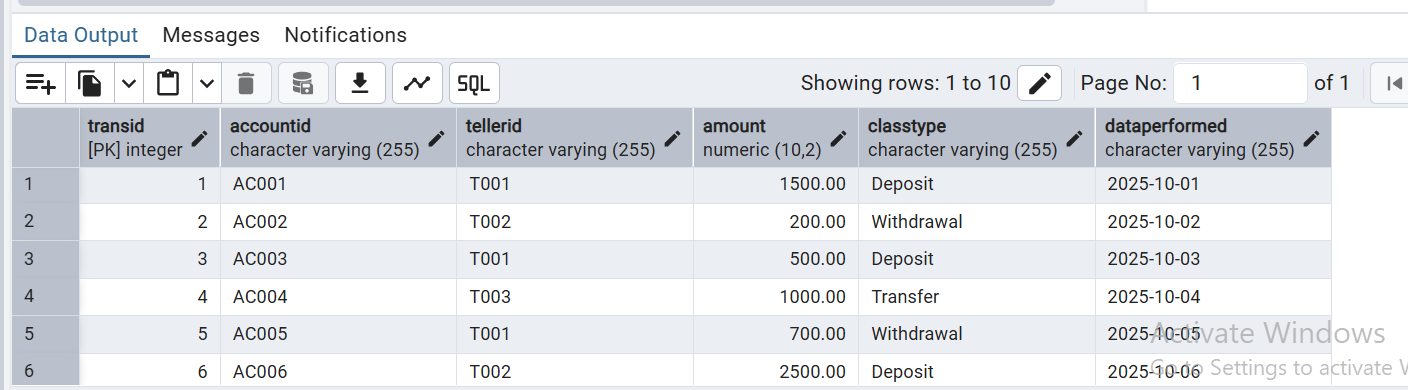 Data Output Messages Notifications
SQL Showing rows: 1 to 10 Page No: 1 of 1
transid accountid tellerid amount classtype dataperformed
[PK] integer character varying (255) character varying (255) numeric (10,2) character varying (255) character varying (255)
1 1 AC001 T001 1500.00 Deposit 2025-10-01
2 2 AC002 T002 200.00 Withdrawal 2025-10-02
3 3 AC003 T001 500.00 Deposit 2025-10-03
4 4 AC004 T003 1000.00 Transfer 2025-10-04
5 5 AC005 T001 700.00 Withdrawal 2025-10-05
Activate Windows
6 6 AC006 T002 2500.00 Deposit 2025-10-06
Go to Settings to activate W